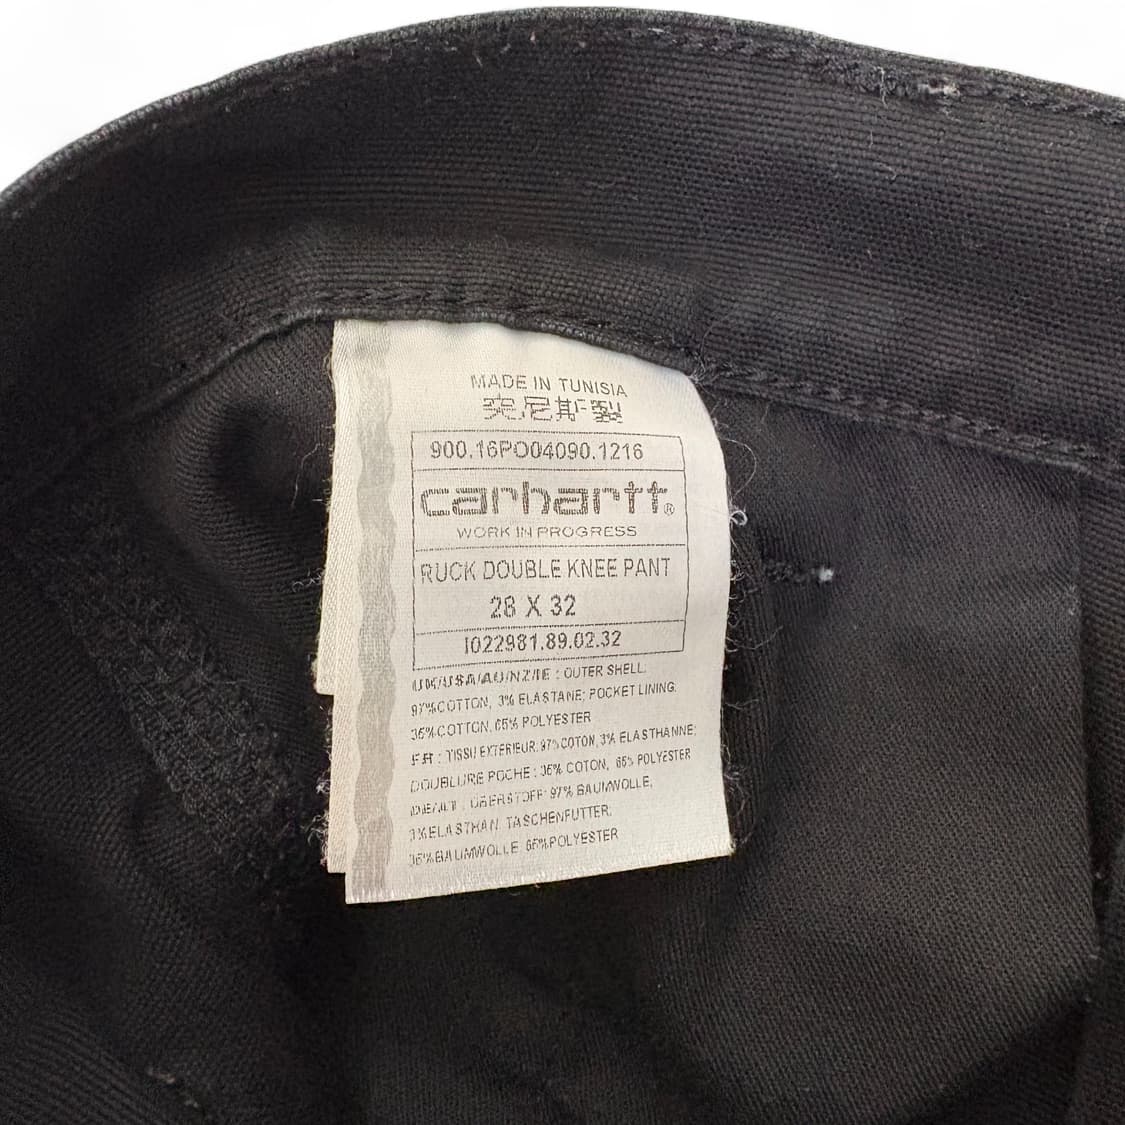 MADE IN TUNISIA
突尼斯製
900.16PO04090.1216
carhartt®
WORK IN PROGRESS
RUCK DOUBLE KNEE PANT
28 X 32
I022981.89.02.32
UK/USA/AU/NZ/IE : OUTER SHELL:
97%COTTON, 3% ELASTANE; POCKET LINING:
35%COTTON, 65% POLYESTER
FR : TISSU EXTERIEUR: 97% COTON, 3% ELASTHANNE;
DOUBLURE POCHE : 35% COTON, 65% POLYESTER
DE/AT : OBERSTOFF: 97% BAUMWOLLE,
3%ELASTHAN. TASCHENFUTTER:
35%BAUMWOLLE. 65%POLYESTER